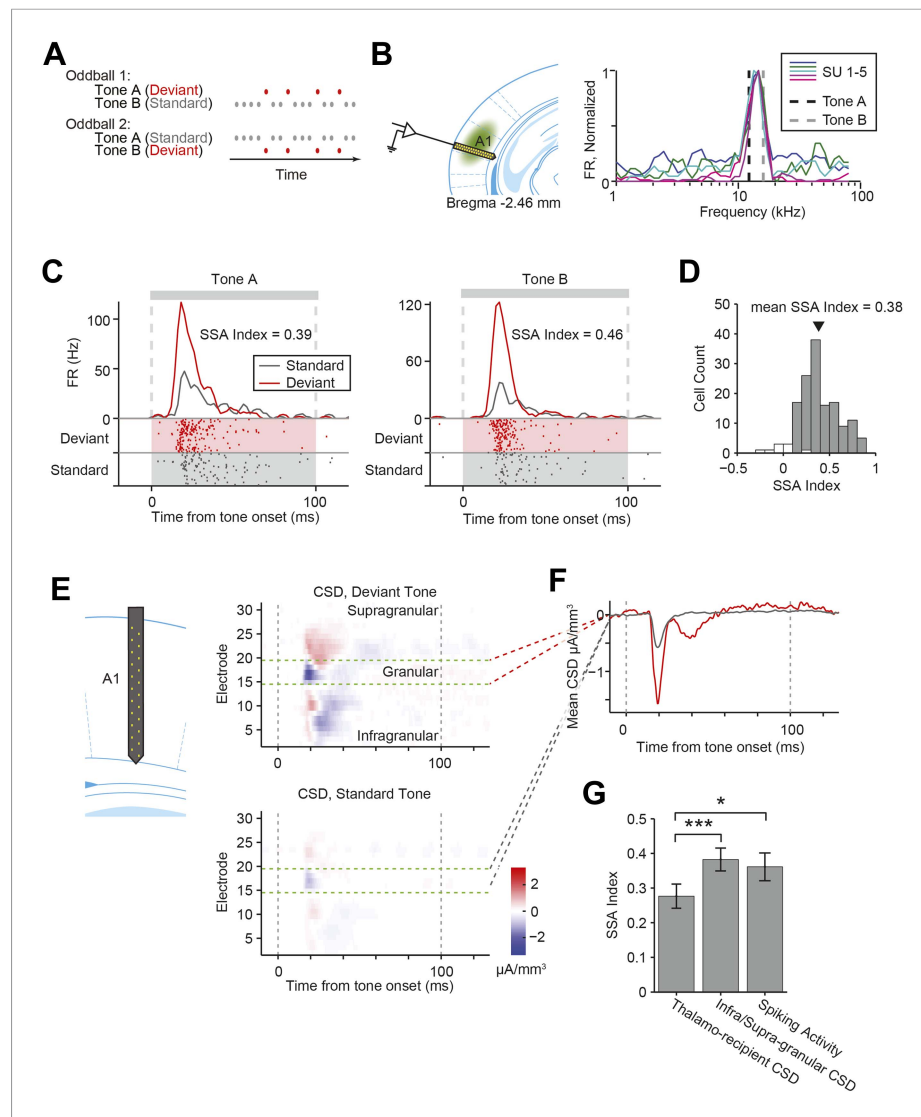 A
Oddball 1:
Tone A (Deviant)
Tone B (Standard)
Oddball 2:
Tone A (Standard)
Tone B (Deviant)
Time
B
A1
Bregma -2.46 mm
FR, Normalized
1
0
1
10
100
Frequency (kHz)
SU 1-5
Tone A
Tone B
C
Tone A
SSA Index = 0.39
Standard
Deviant
FR (Hz)
100
50
0
Deviant
Standard
0
100
Time from tone onset (ms)
Tone B
SSA Index = 0.46
120
60
0
Deviant
Standard
0
100
Time from tone onset (ms)
D
mean SSA Index = 0.38
Cell Count
50
40
30
20
10
0
−0.5
0
0.5
1
SSA Index
E
A1
CSD, Deviant Tone
Supragranular
Granular
Infragranular
Electrode
30
25
20
15
10
5
0
100
CSD, Standard Tone
Electrode
30
25
20
15
10
5
0
100
Time from tone onset (ms)
2
0
−2
µA/mm³
F
Mean CSD µA/mm³
0
−1
0
100
Time from tone onset (ms)
G
SSA Index
0.5
0.4
0.3
0.2
0.1
0
***
*
Thalamo-recipient CSD
Infra/Supra-granular CSD
Spiking Activity